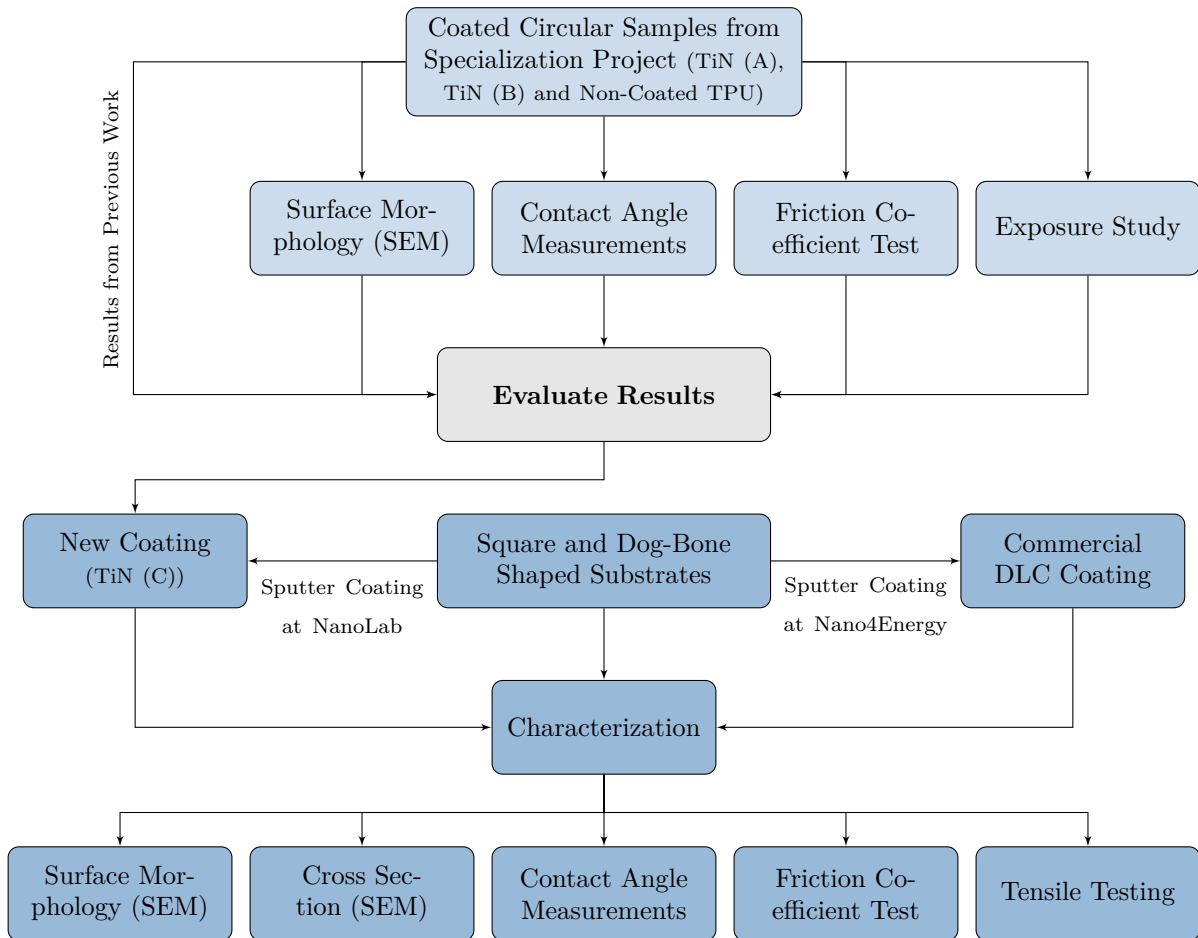 Coated Circular Samples from
Specialization Project (TiN (A),
TiN (B) and Non-Coated TPU)
Results from Previous Work
Surface Mor-
phology (SEM)
Contact Angle
Measurements
Friction Co-
efficient Test
Exposure Study
Evaluate Results
New Coating
(TiN (C))
Sputter Coating
at NanoLab
Square and Dog-Bone
Shaped Substrates
Sputter Coating
at Nano4Energy
Commercial
DLC Coating
Characterization
Surface Mor-
phology (SEM)
Cross Sec-
tion (SEM)
Contact Angle
Measurements
Friction Co-
efficient Test
Tensile Testing